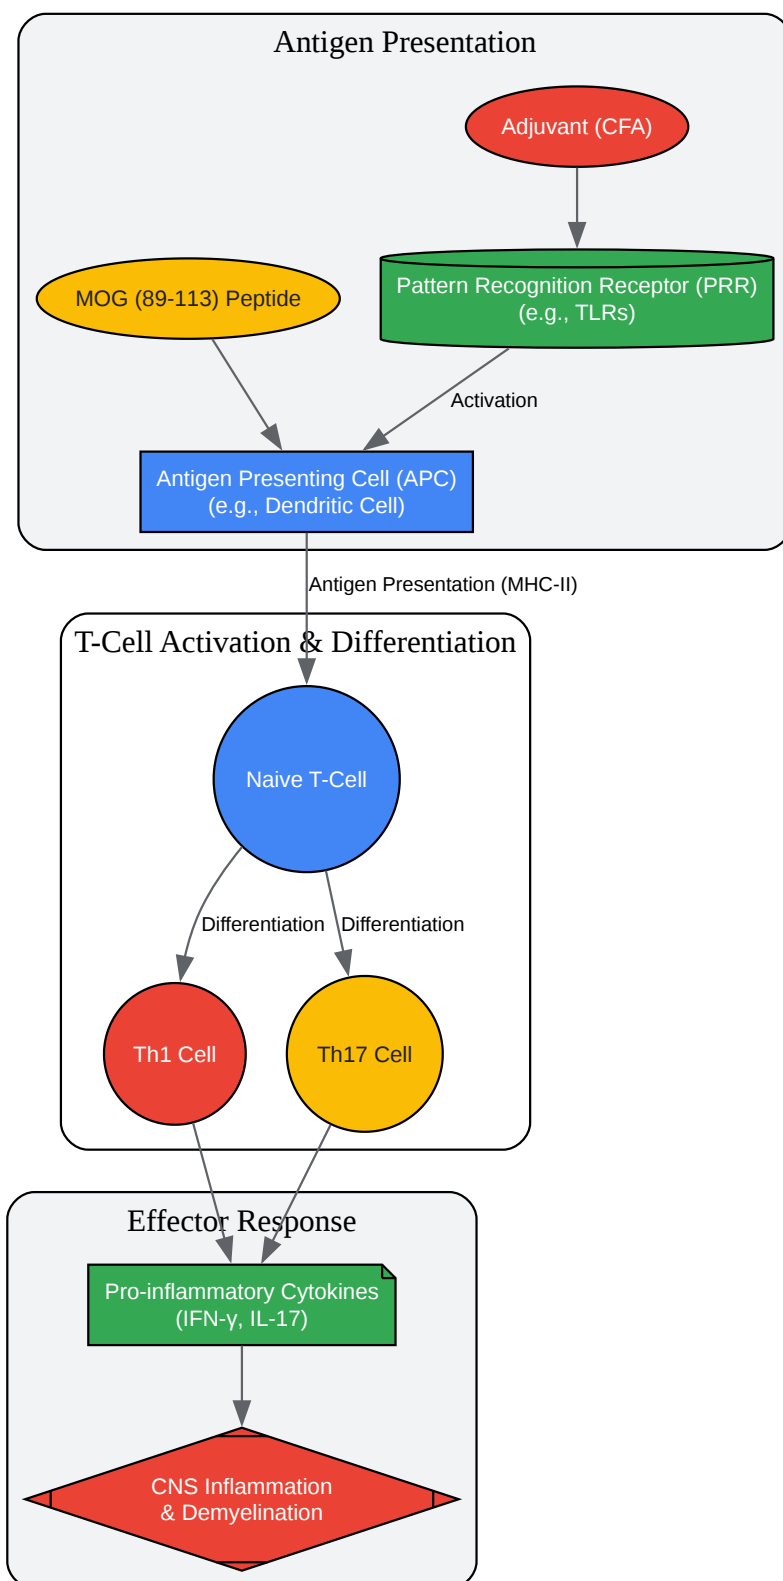 Antigen Presentation
Adjuvant (CFA)
MOG (89-113) Peptide
Pattern Recognition Receptor (PRR)
(e.g., TLRs)
Activation
Antigen Presenting Cell (APC)
(e.g., Dendritic Cell)
Antigen Presentation (MHC-II)
T-Cell Activation & Differentiation
Naive T-Cell
Differentiation
Differentiation
Th1 Cell
Th17 Cell
Effector Response
Pro-inflammatory Cytokines
(IFN-γ, IL-17)
CNS Inflammation
& Demyelination